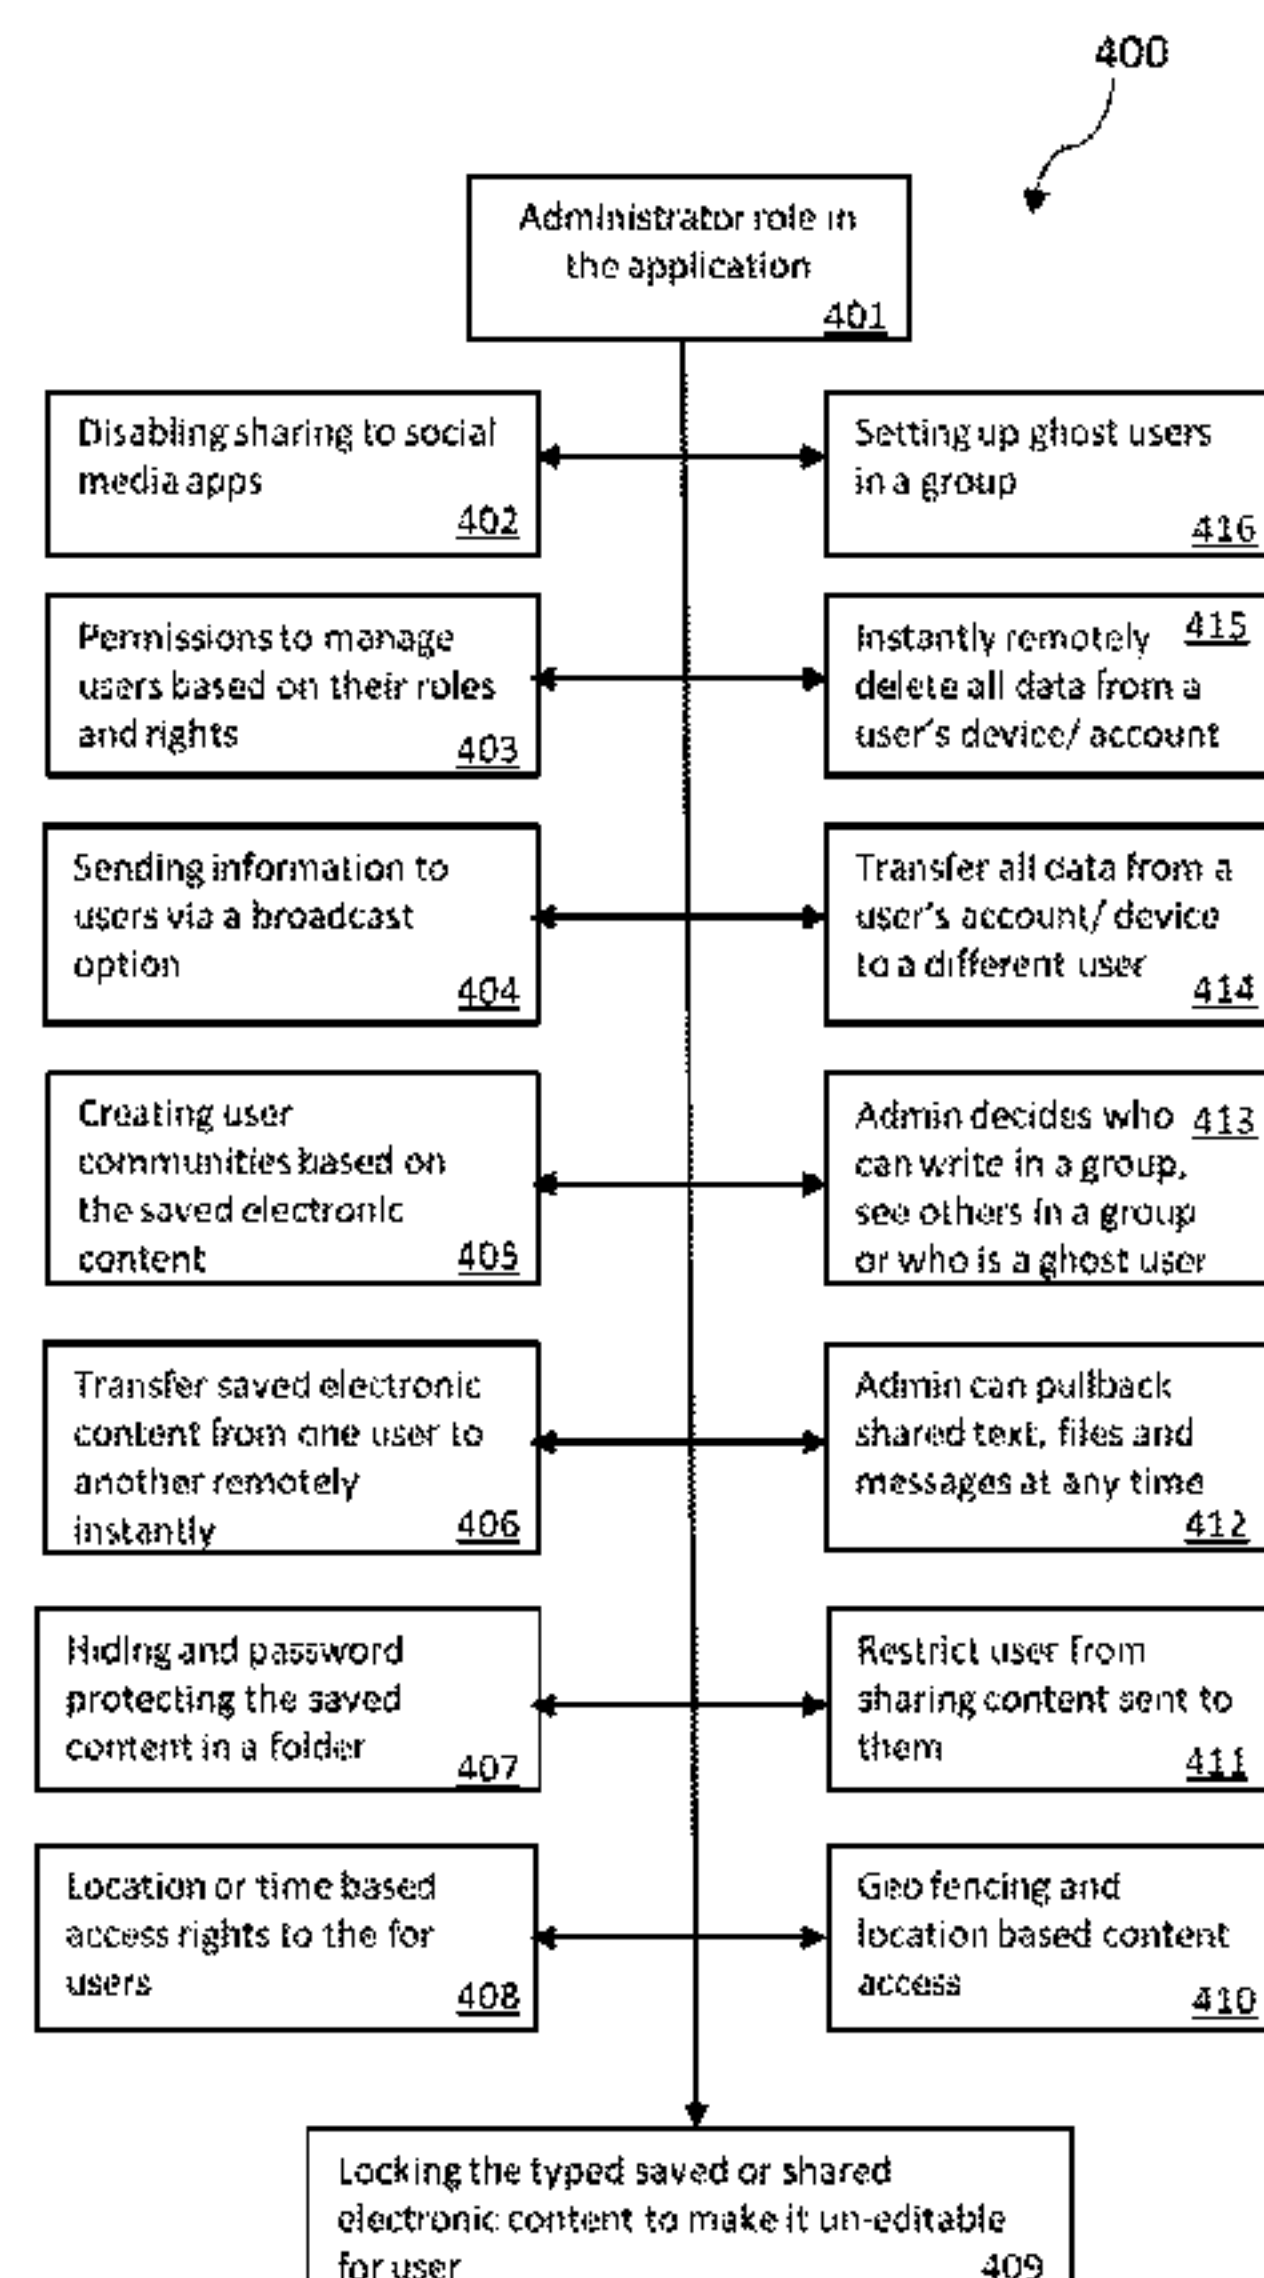 400
Administrator role in
the application
401
Disabling sharing to social
media apps
402
Setting up ghost users
in a group
416
Permissions to manage
users based on their roles
and rights
403
Instantly remotely 415
delete all data from a
user's device/ account
Sending information to
users via a broadcast
option
404
Transfer all data from a
user's account/ device
to a different user
414
Creating user
communities based on
the saved electronic
content 405
Admin decides who 413
can write in a group,
see others in a group
or who is a ghost user
Transfer saved electronic
content from one user to
another remotely
instantly 406
Admin can pullback
shared text, files and
messages at any time
412
Hiding and password
protecting the saved
content in a folder
407
Restrict user from
sharing content sent to
them 411
Location or time based
access rights to the for
users 408
Geo fencing and
location based content
access 410
Locking the typed saved or shared
electronic content to make it un-editable
for user 409